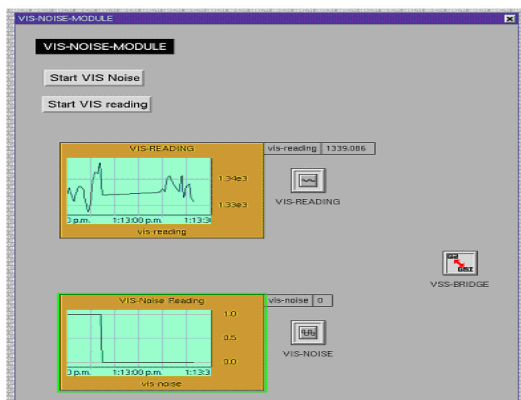 VIS-NOISE-MODULE
VIS-NOISE-MODULE
Start VIS Noise
Start VIS reading
VIS-READING
vis-reading 1339.086
1.34e3
1.33e3
p.m. 1:13:00 p.m. 1:13:3
vis-reading
VIS-READING
GSI
VSS-BRIDGE
VIS-Noise Reading
vis-noise 0
1.0
0.5
0.0
p.m. 1:13:00 p.m. 1:13:3
vis-noise
VIS-NOISE